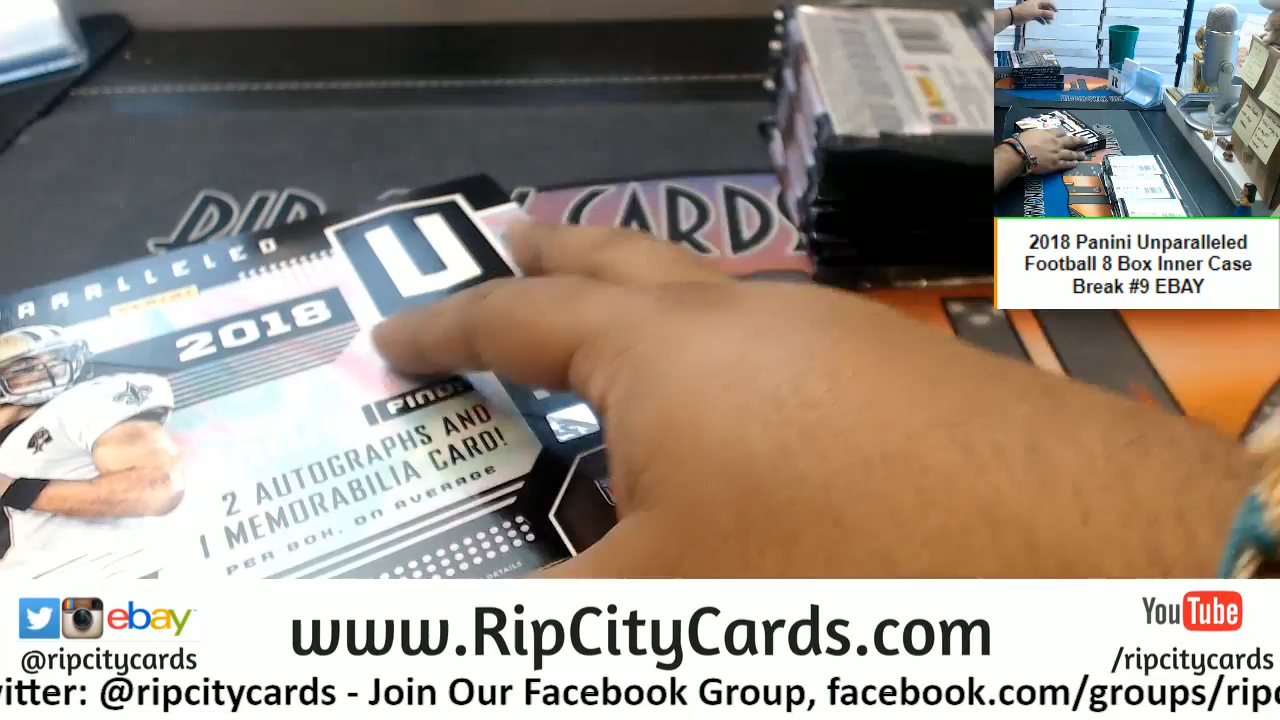 RIP CARDS
ARALLELED
PANINI
U
2018
2 AUTOGRAPHS AND
1 MEMORABILIA CARD!
PER BOX, ON AVERAGE
DETAILS
2018 Panini Unparalleled
Football 8 Box Inner Case
Break #9 EBAY
ebay
@ripcitycards
www.RipCityCards.com
YouTube
/ripcitycards
witter: @ripcitycards - Join Our Facebook Group, facebook.com/groups/ripc